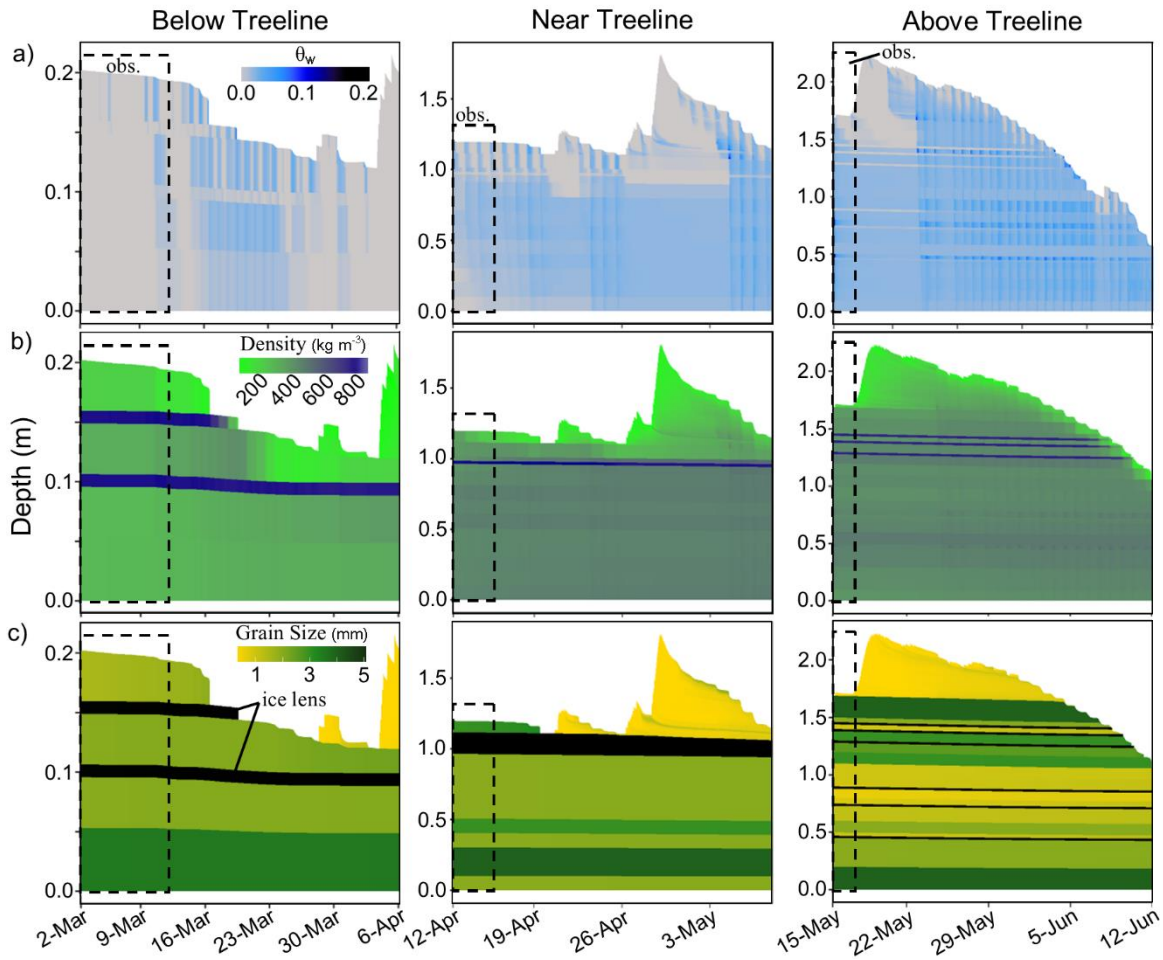 Below Treeline
Near Treeline
Above Treeline
a)
obs.
θw
0.0 0.1 0.2
0.2
0.1
0.0
obs.
1.5
1.0
0.5
0.0
obs.
2.0
1.5
1.0
0.5
0.0
b)
Density (kg m⁻³)
200 400 600 800
0.2
0.1
0.0
1.5
1.0
0.5
0.0
2.0
1.5
1.0
0.5
0.0
Depth (m)
c)
Grain Size (mm)
1 3 5
ice lens
0.2
0.1
0.0
1.5
1.0
0.5
0.0
2.0
1.5
1.0
0.5
0.0
2-Mar 9-Mar 16-Mar 23-Mar 30-Mar 6-Apr
12-Apr 19-Apr 26-Apr 3-May
15-May 22-May 29-May 5-Jun 12-Jun